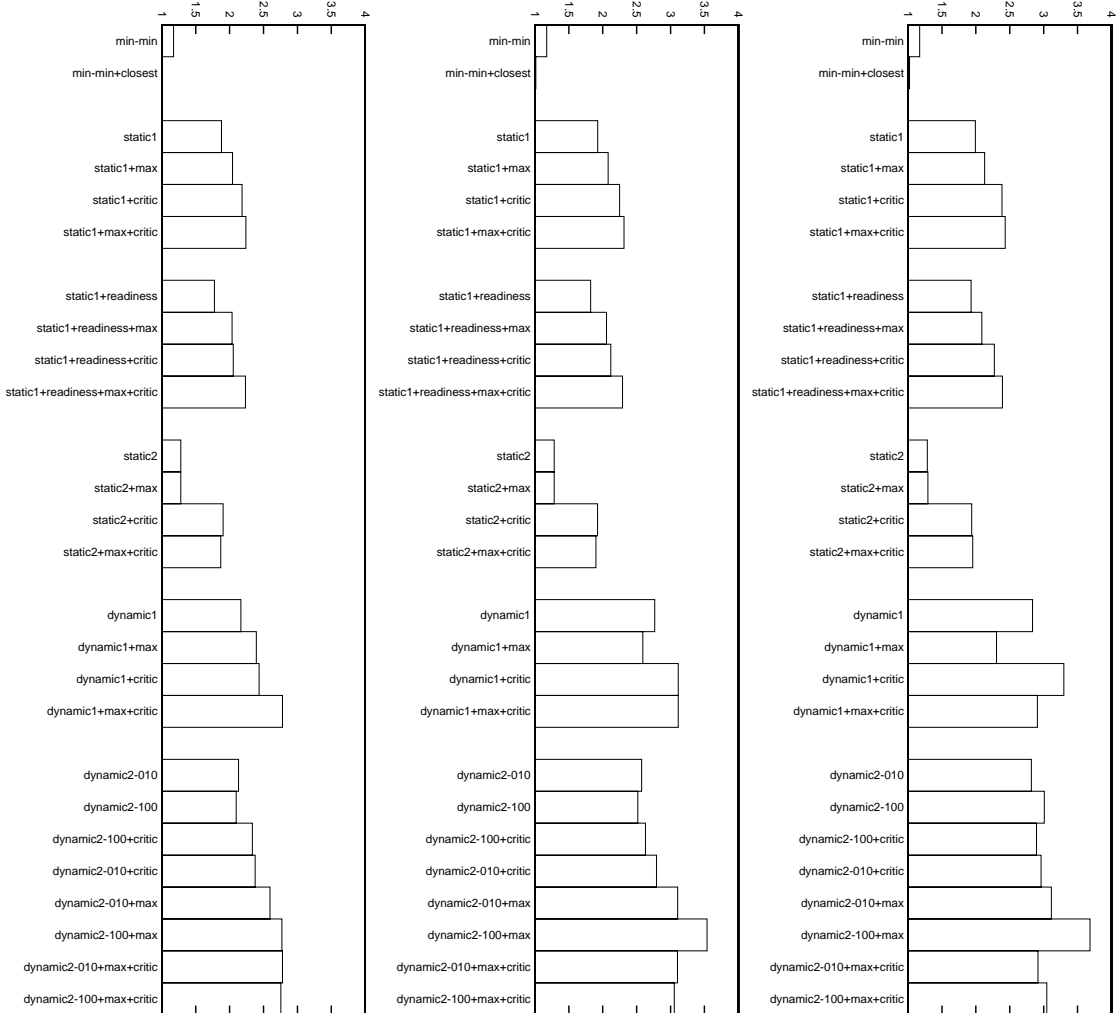 1 1.5 2 2.5 3 3.5 4
min-min
min-min+closest
static1
static1+max
static1+critic
static1+max+critic
static1+readiness
static1+readiness+max
static1+readiness+critic
static1+readiness+max+critic
static2
static2+max
static2+critic
static2+max+critic
dynamic1
dynamic1+max
dynamic1+critic
dynamic1+max+critic
dynamic2-010
dynamic2-100
dynamic2-100+critic
dynamic2-010+critic
dynamic2-010+max
dynamic2-100+max
dynamic2-010+max+critic
dynamic2-100+max+critic
1 1.5 2 2.5 3 3.5 4
min-min
min-min+closest
static1
static1+max
static1+critic
static1+max+critic
static1+readiness
static1+readiness+max
static1+readiness+critic
static1+readiness+max+critic
static2
static2+max
static2+critic
static2+max+critic
dynamic1
dynamic1+max
dynamic1+critic
dynamic1+max+critic
dynamic2-010
dynamic2-100
dynamic2-100+critic
dynamic2-010+critic
dynamic2-010+max
dynamic2-100+max
dynamic2-010+max+critic
dynamic2-100+max+critic
1 1.5 2 2.5 3 3.5 4
min-min
min-min+closest
static1
static1+max
static1+critic
static1+max+critic
static1+readiness
static1+readiness+max
static1+readiness+critic
static1+readiness+max+critic
static2
static2+max
static2+critic
static2+max+critic
dynamic1
dynamic1+max
dynamic1+critic
dynamic1+max+critic
dynamic2-010
dynamic2-100
dynamic2-100+critic
dynamic2-010+critic
dynamic2-010+max
dynamic2-100+max
dynamic2-010+max+critic
dynamic2-100+max+critic